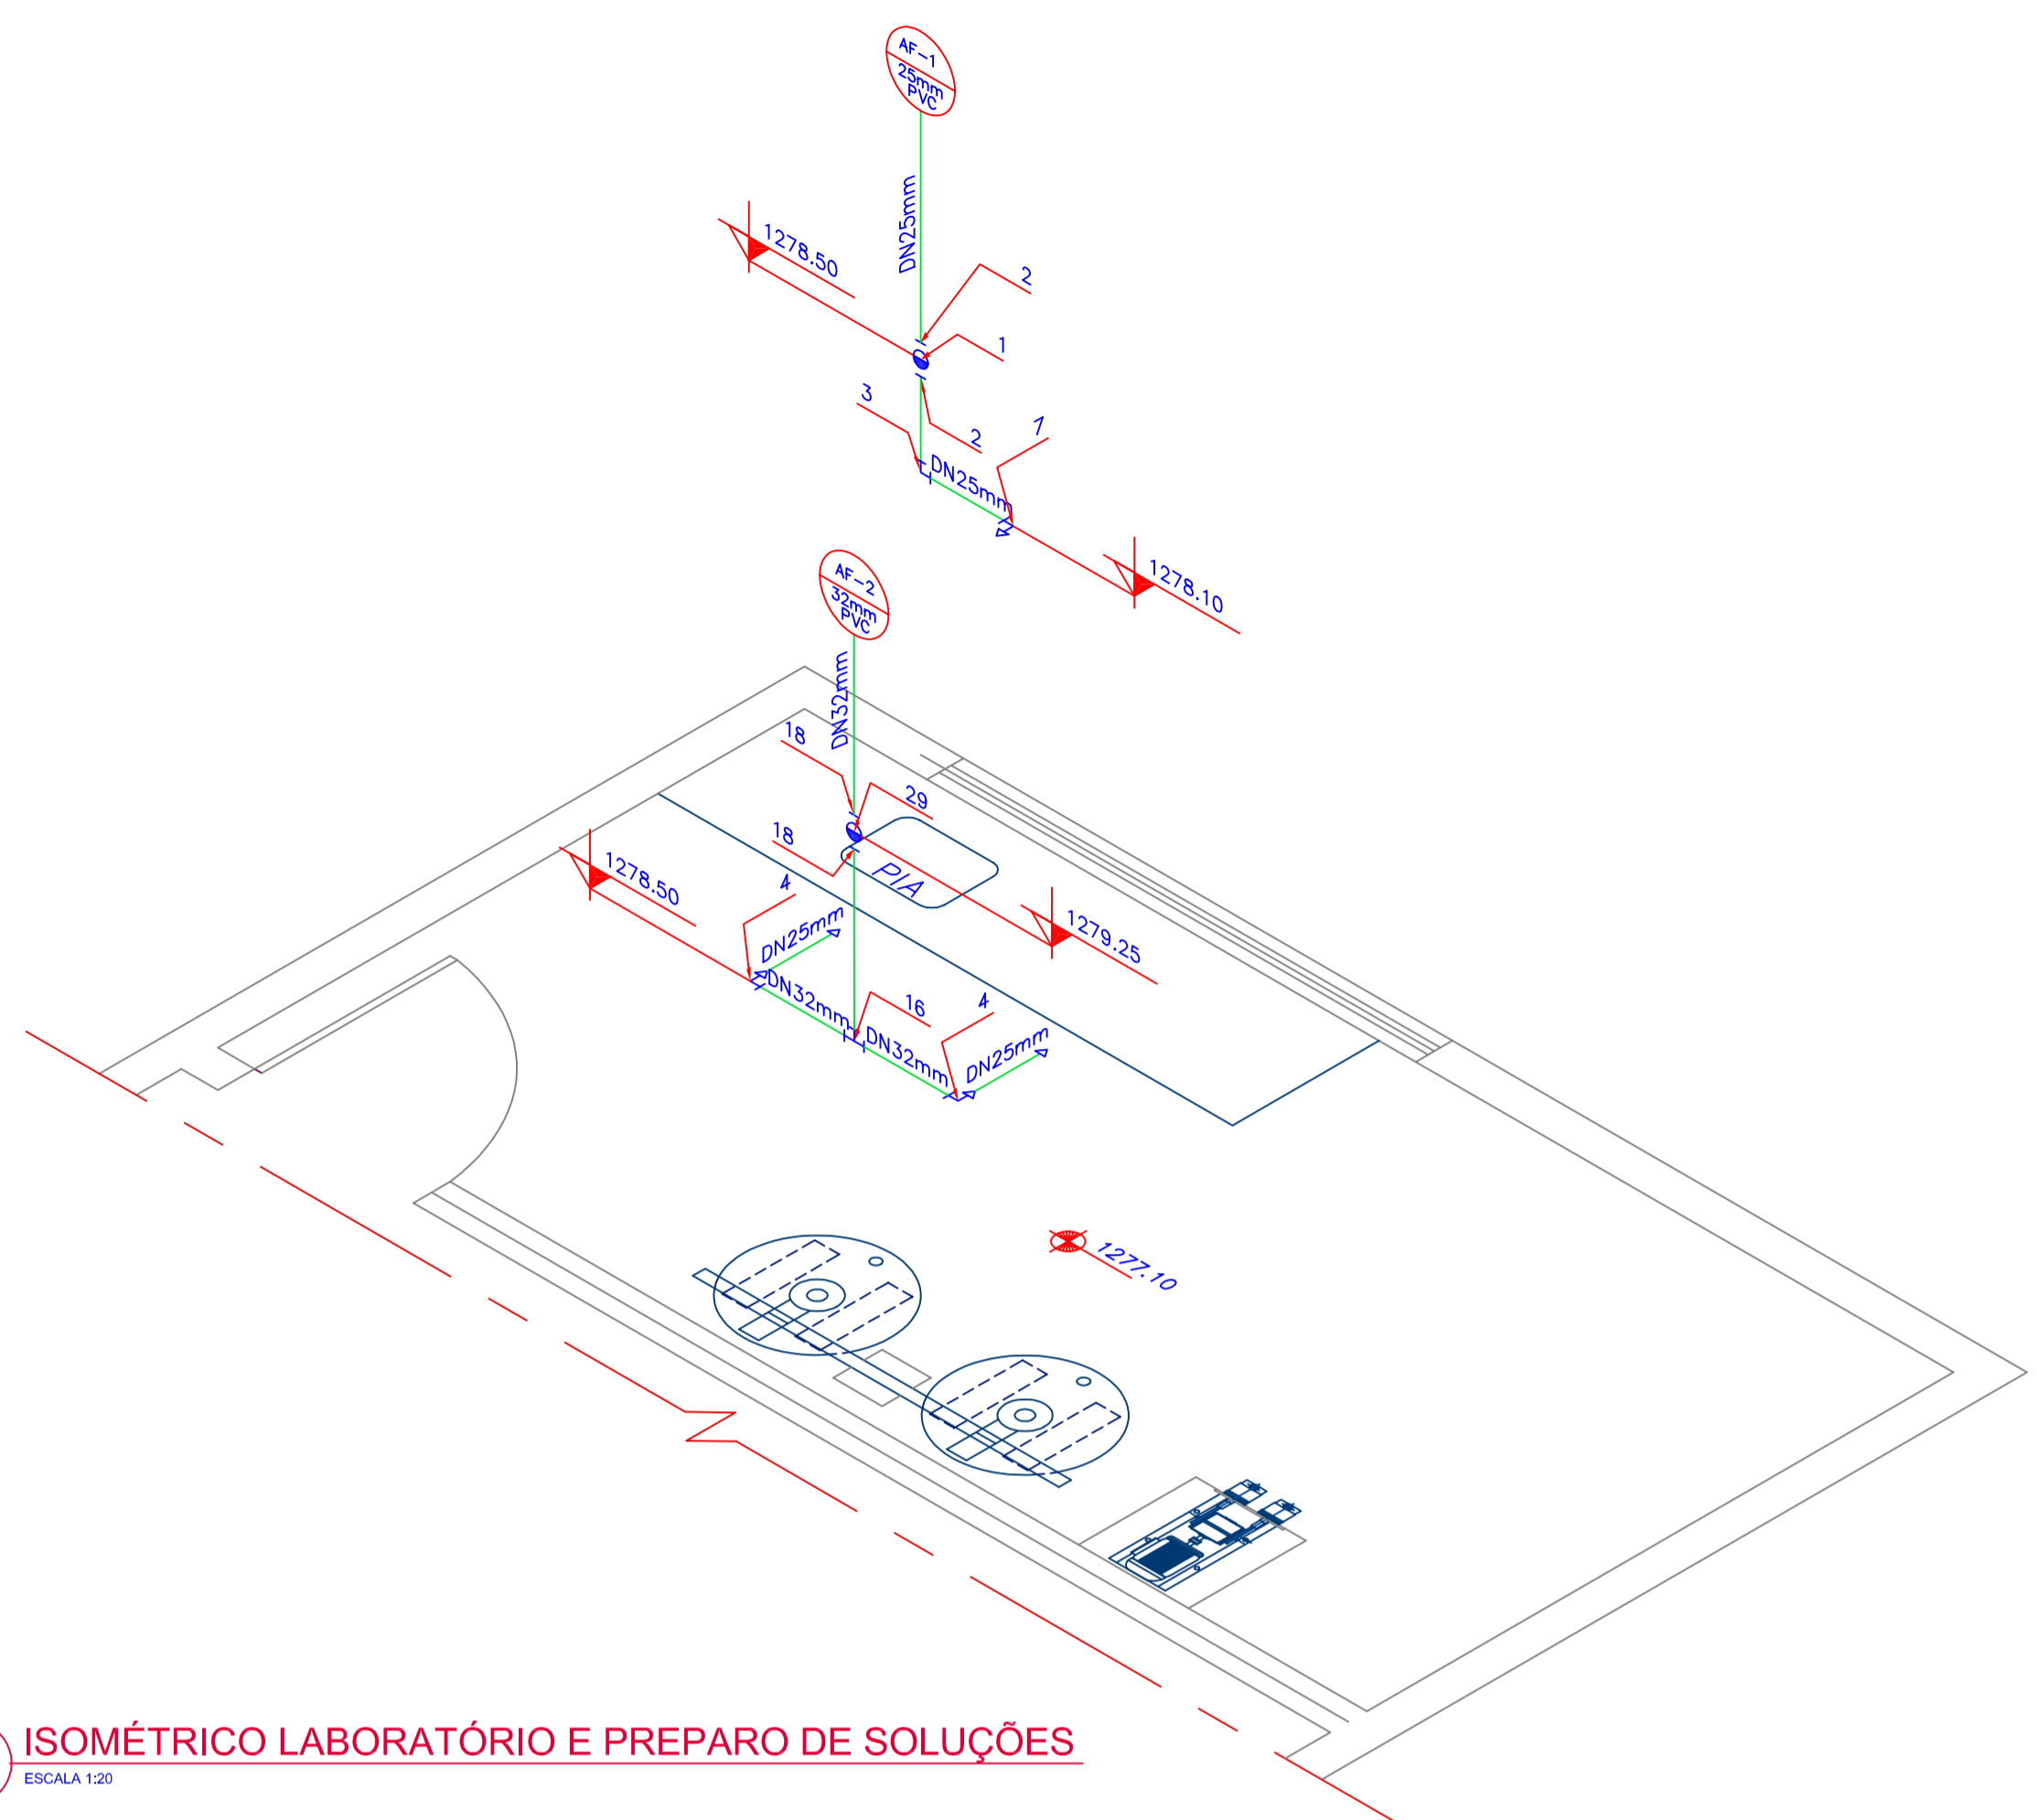 AF-1
25mm
PVC
DN25mm
1278.50
2
1
3
2
7
DN25mm
1278.10
AF-2
32mm
PVC
DN32mm
18
29
18
PIA
1278.50
4
DN25mm
1279.25
DN32mm
16
4
DN32mm
DN25mm
1277.10
ISOMÉTRICO LABORATÓRIO E PREPARO DE SOLUÇÕES
ESCALA 1:20